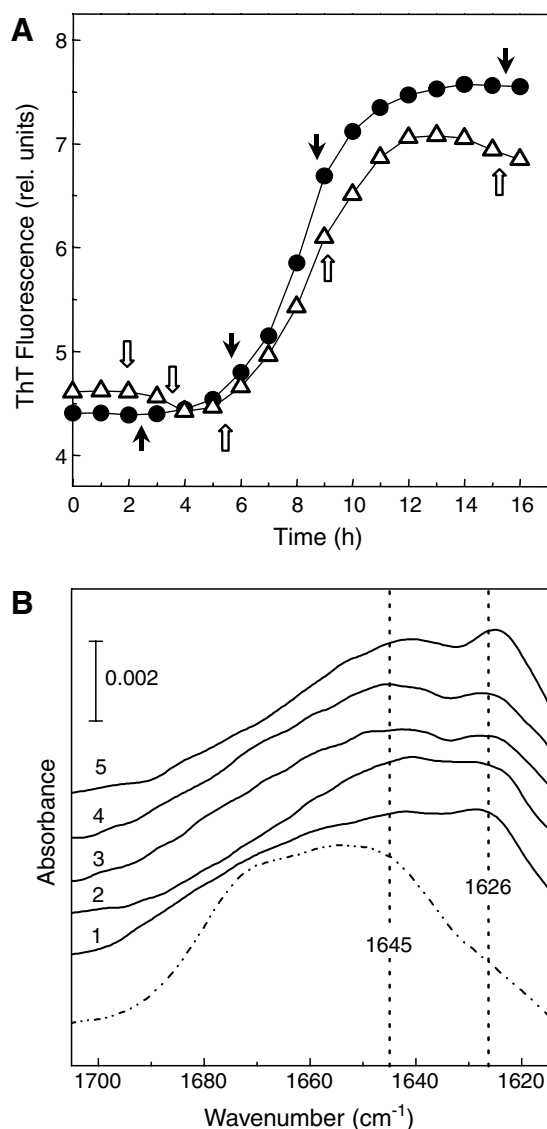 A
ThT Fluorescence (rel. units)
8
7
6
5
4
0 2 4 6 8 10 12 14 16
Time (h)
B
0.002
5
4
3
2
1
Absorbance
1626
1645
1700 1680 1660 1640 1620
Wavenumber (cm⁻¹)